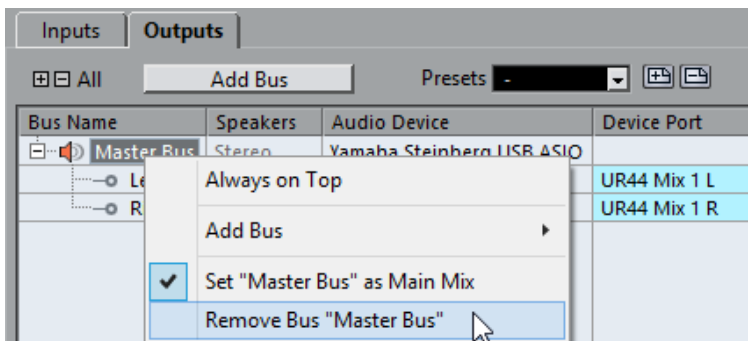 Inputs Outputs
All Add Bus Presets -
Bus Name Speakers Audio Device Device Port
Master Bus Stereo Yamaha Steinberg USB ASIO
Le UR44 Mix 1 L
R UR44 Mix 1 R
Always on Top
Add Bus
Set "Master Bus" as Main Mix
Remove Bus "Master Bus"